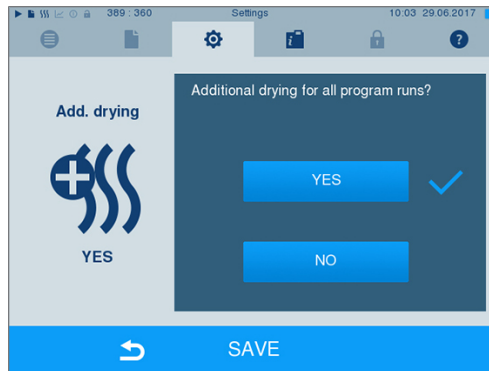 389 : 360 Settings 10:03 29.06.2017
i ?
Add. drying
YES
Additional drying for all program runs?
YES
NO
SAVE